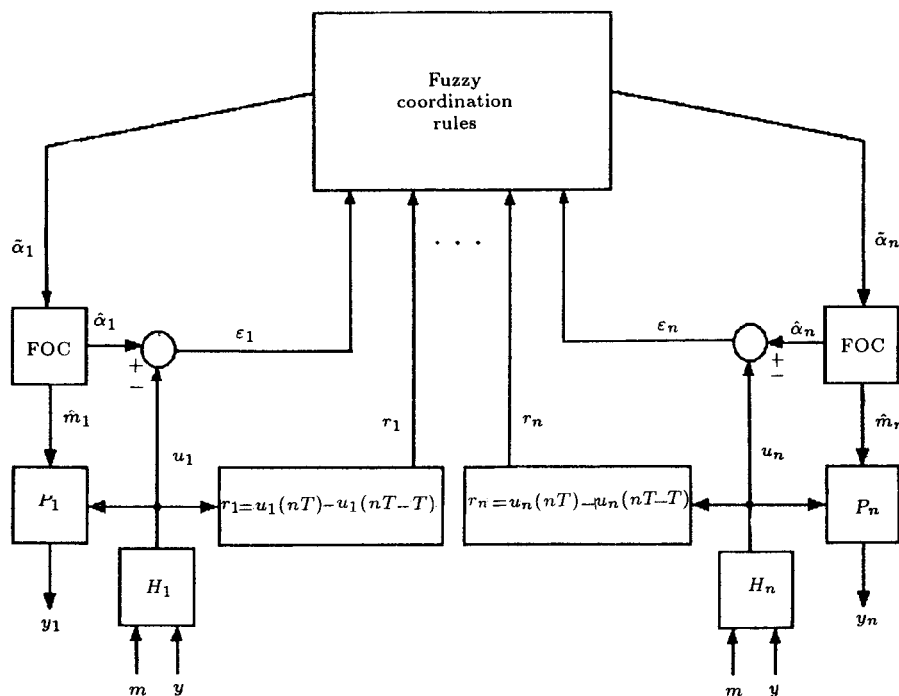 Fuzzy
coordination
rules
α̃₁
. . .
α̃ₙ
α̂₁
ε₁
εₙ
α̂ₙ
FOC
+
−
+
−
FOC
m̂₁
r₁
rₙ
m̂ₙ
u₁
uₙ
P₁
r₁=u₁(nT)−u₁(nT−T)
rₙ=uₙ(nT)−uₙ(nT−T)
Pₙ
H₁
Hₙ
y₁
yₙ
m
y
m
y